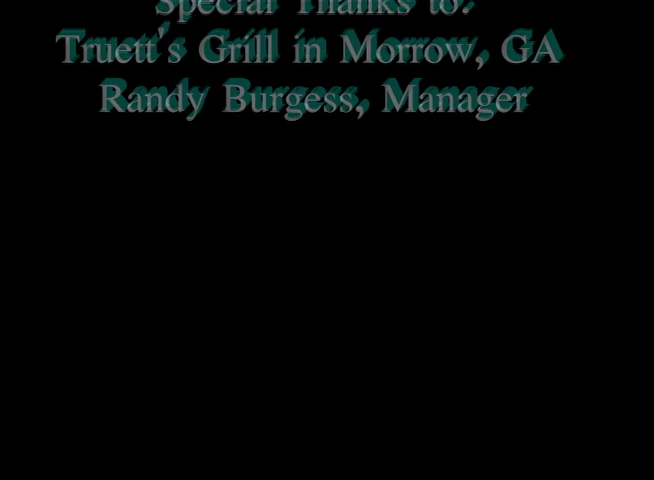 Special Thanks to:
Truett's Grill in Morrow, GA
Randy Burgess, Manager